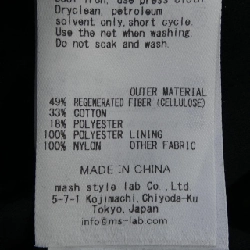 Dryclean, petroleum
solvent only, short cycle.
Use the net when washing.
Do not soak and wash.
OUTER MATERIAL
49% REGENERATED FIBER (CELLULOSE)
33% COTTON
18% POLYESTER
100% POLYESTER LINING
100% NYLON OTHER FABRIC
MADE IN CHINA
mash style lab Co., Ltd.
5-7-1 Kojimachi, Chiyoda-Ku
Tokyo, Japan
info@ms-lab.com